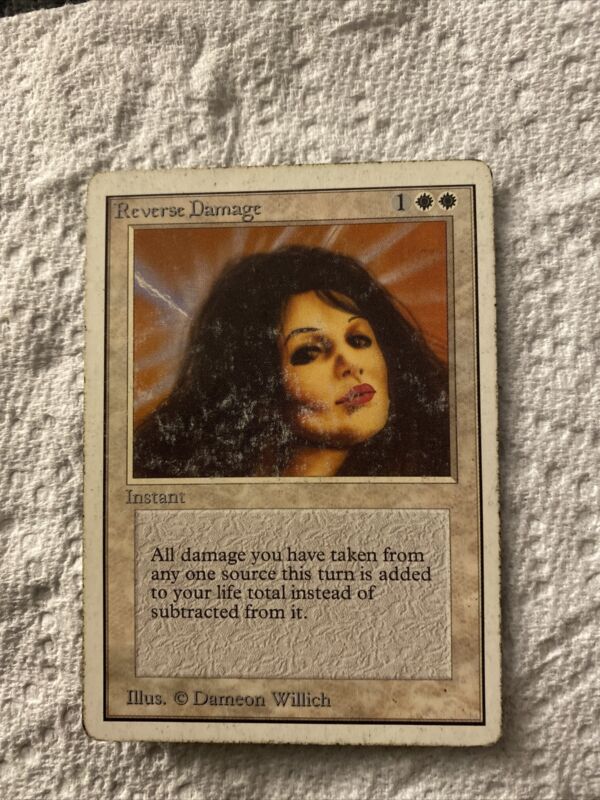 Reverse Damage 1
Instant
All damage you have taken from
any one source this turn is added
to your life total instead of
subtracted from it.
Illus. © Dameon Willich